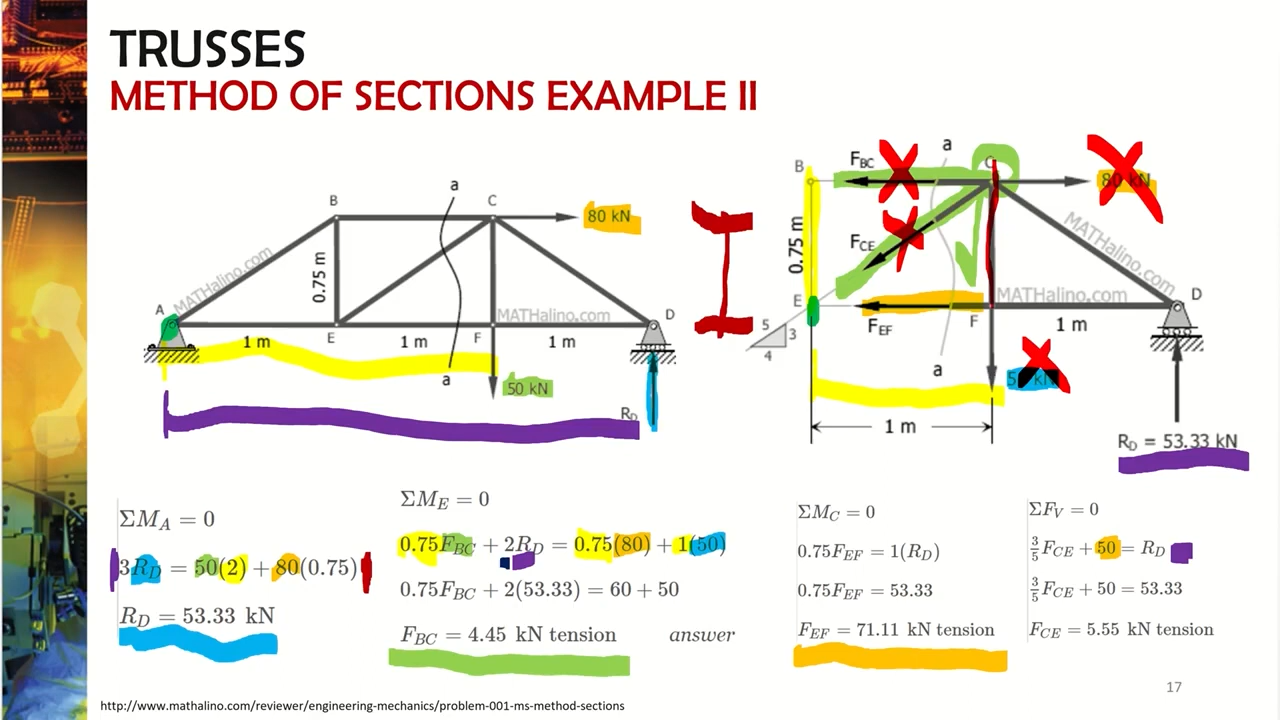 TRUSSES
METHOD OF SECTIONS EXAMPLE II
a
B
C
80 kN
0.75 m
MATHalino.com
MATHalino.com
A
D
E
F
1 m
1 m
1 m
a
50 kN
R_D
a
B
F_BC
C
80 kN
0.75 m
F_CE
MATHalino.com
MATHalino.com
E
D
F_EF
F
1 m
5
3
4
a
1 m
R_D = 53.33 kN
ΣM_A = 0
3R_D = 50(2) + 80(0.75)
R_D = 53.33 kN
ΣM_E = 0
0.75F_BC + 2R_D = 0.75(80) + 1(50)
0.75F_BC + 2(53.33) = 60 + 50
F_BC = 4.45 kN tension answer
ΣM_C = 0
0.75F_EF = 1(R_D)
0.75F_EF = 53.33
F_EF = 71.11 kN tension
ΣF_V = 0
3/5 F_CE + 50 = R_D
3/5 F_CE + 50 = 53.33
F_CE = 5.55 kN tension
17
http://www.mathalino.com/reviewer/engineering-mechanics/problem-001-ms-method-sections